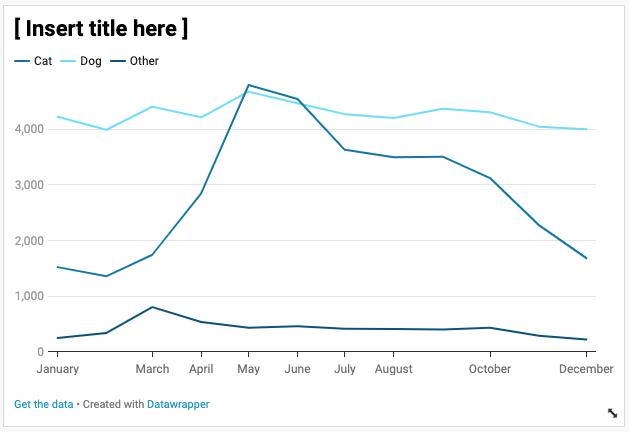 [ Insert title here ]
Cat Dog Other
4,000
3,000
2,000
1,000
0
January March April May June July August October December
Get the data • Created with Datawrapper